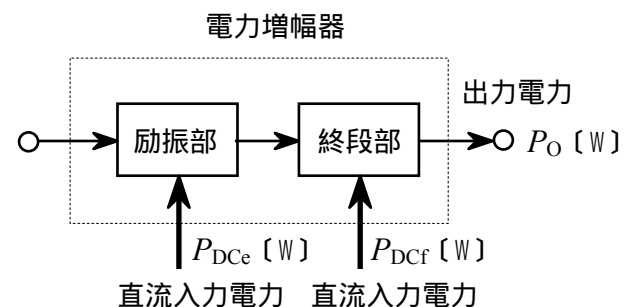 電力増幅器
出力電力
励振部
終段部
P_O〔W〕
P_DCe〔W〕
P_DCf〔W〕
直流入力電力
直流入力電力